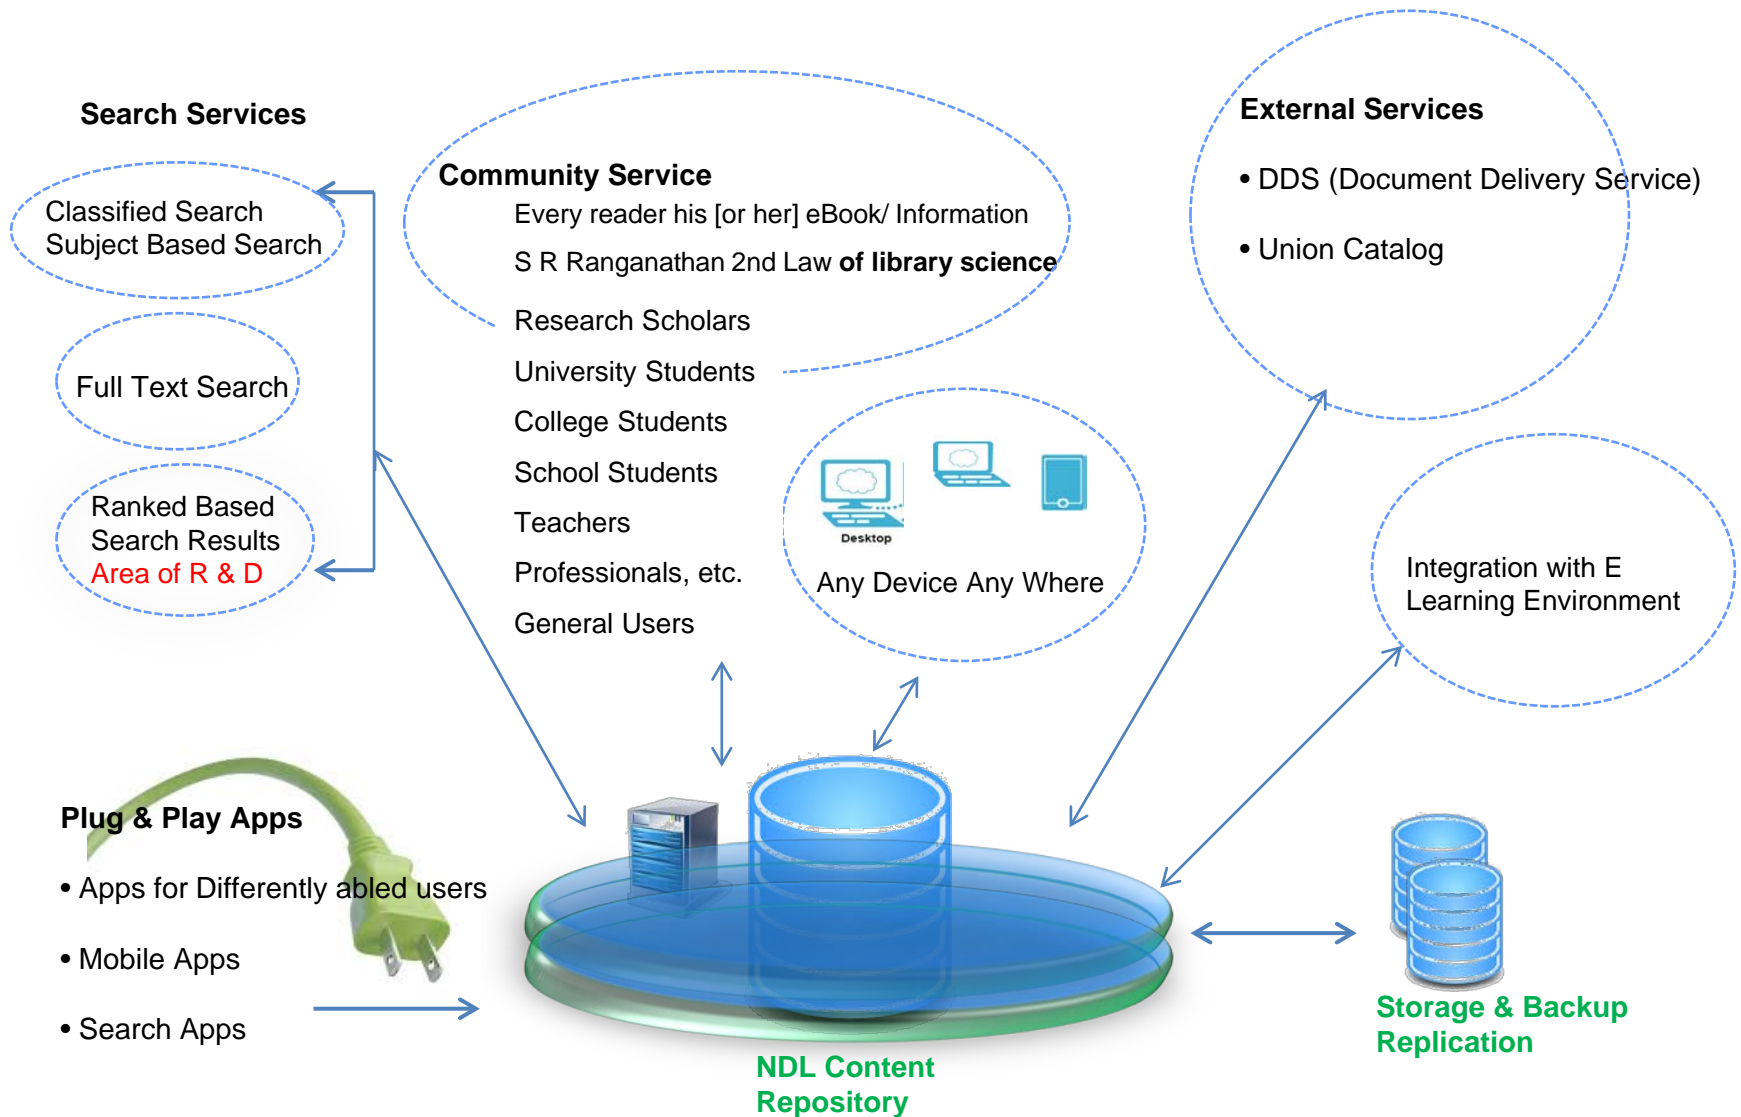 Search Services
Classified Search
Subject Based Search
Full Text Search
Ranked Based
Search Results
Area of R & D
Community Service
Every reader his [or her] eBook/ Information
S R Ranganathan 2nd Law of library science
Research Scholars
University Students
College Students
School Students
Teachers
Professionals, etc.
General Users
Desktop
Any Device Any Where
External Services
• DDS (Document Delivery Service)
• Union Catalog
Integration with E
Learning Environment
Plug & Play Apps
• Apps for Differently abled users
• Mobile Apps
• Search Apps
NDL Content
Repository
Storage & Backup
Replication